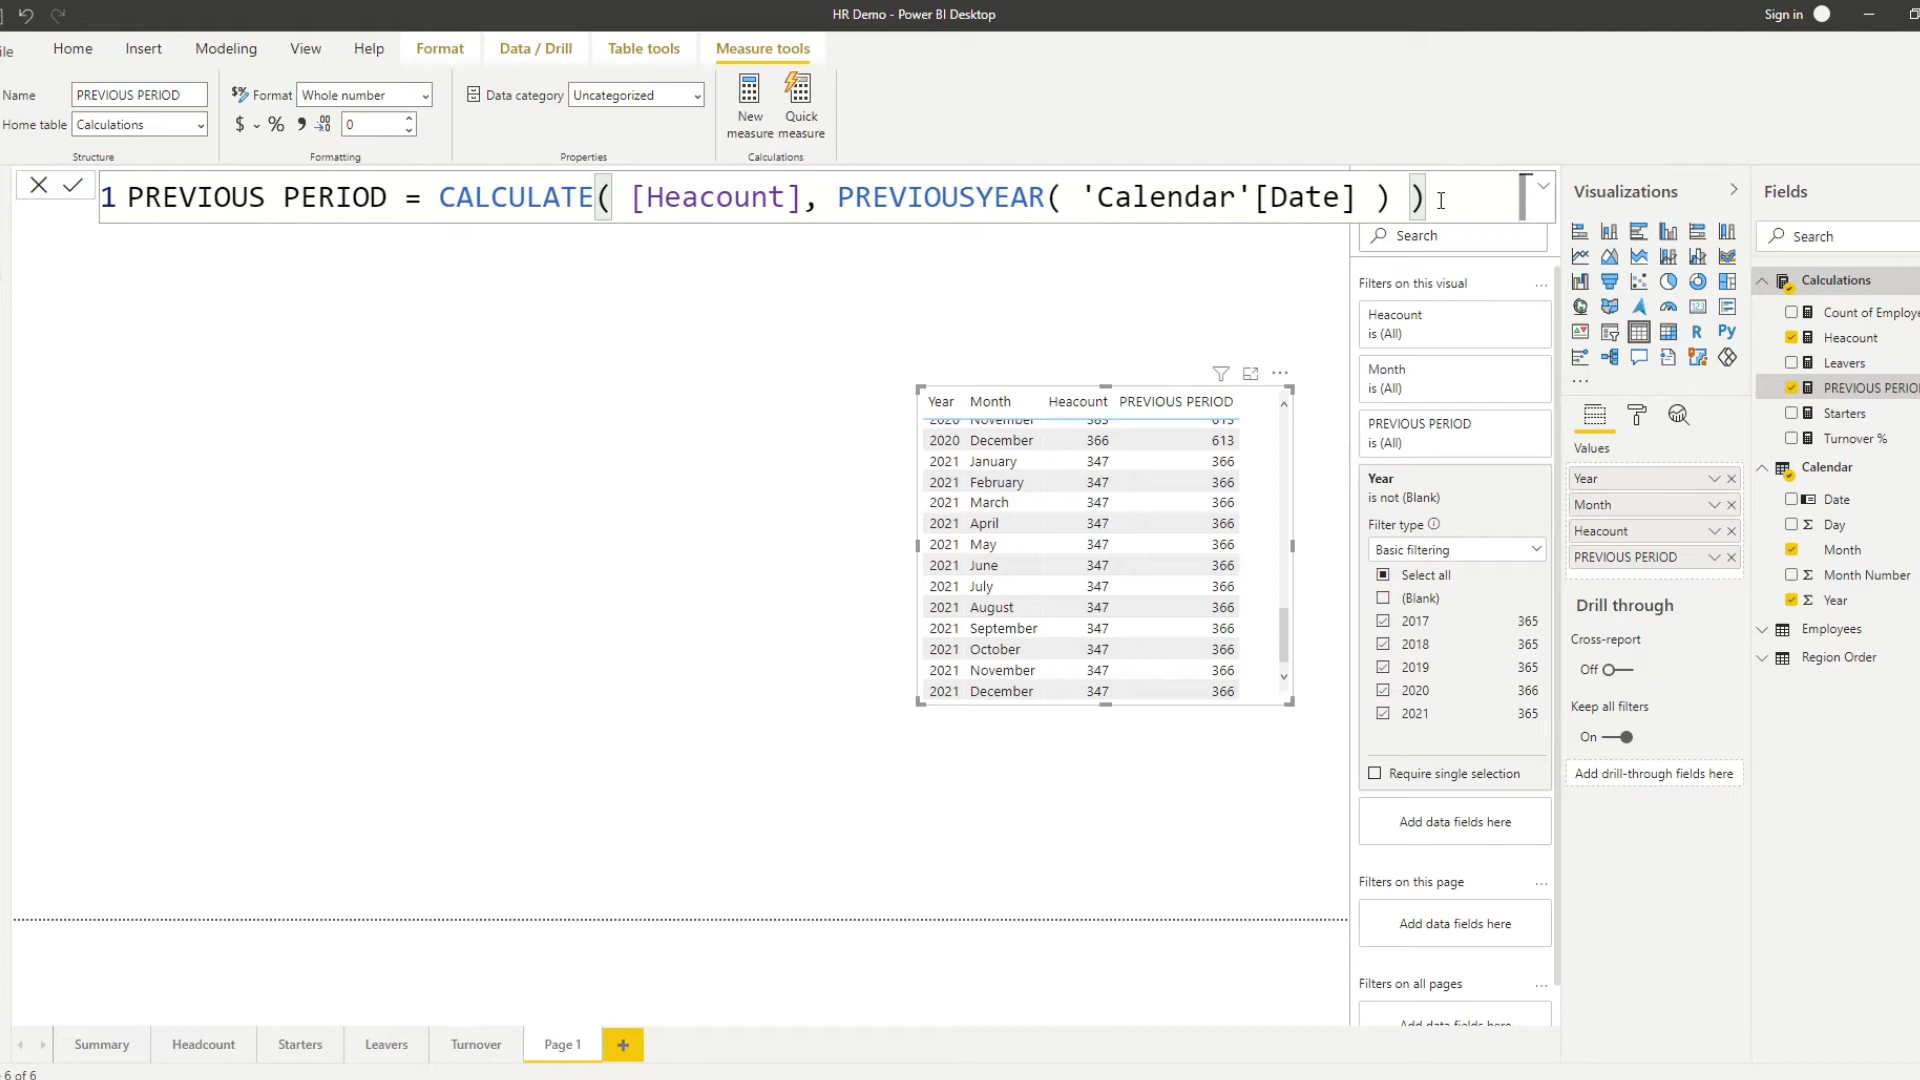 HR Demo - Power BI Desktop
Sign in
Home
Insert
Modeling
View
Help
Format
Data / Drill
Table tools
Measure tools
Name
PREVIOUS PERIOD
Format
Whole number
Data category
Uncategorized
New
measure
Quick
measure
Home table
Calculations
$
%
0
Structure
Formatting
Properties
Calculations
1 PREVIOUS PERIOD = CALCULATE( [Heacount], PREVIOUSYEAR( 'Calendar'[Date] ) )
Year Month Heacount PREVIOUS PERIOD
2020 November 365 613
2020 December 366 613
2021 January 347 366
2021 February 347 366
2021 March 347 366
2021 April 347 366
2021 May 347 366
2021 June 347 366
2021 July 347 366
2021 August 347 366
2021 September 347 366
2021 October 347 366
2021 November 347 366
2021 December 347 366
Search
Filters on this visual
Heacount
is (All)
Month
is (All)
PREVIOUS PERIOD
is (All)
Year
is not (Blank)
Filter type
Basic filtering
Select all
(Blank)
2017 365
2018 365
2019 365
2020 366
2021 365
Require single selection
Add data fields here
Filters on this page
Add data fields here
Filters on all pages
Add data fields here
Visualizations
R
Py
Values
Year
Month
Heacount
PREVIOUS PERIOD
Drill through
Cross-report
Off
Keep all filters
On
Add drill-through fields here
Fields
Search
Calculations
Count of Employe
Heacount
Leavers
PREVIOUS PERIO
Starters
Turnover %
Calendar
Date
Day
Month
Month Number
Year
Employees
Region Order
Summary
Headcount
Starters
Leavers
Turnover
Page 1
6 of 6